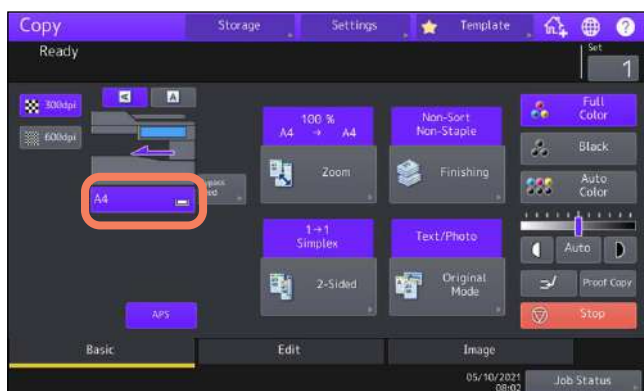 Copy
Storage
Settings
Template
?
Ready
Set
1
300dpi
600dpi
A
A
A4
100 %
A4 → A4
Zoom
Non-Sort
Non-Staple
Finishing
1→1
Simplex
2-Sided
Text/Photo
Original
Mode
APS
Full
Color
Black
Auto
Color
Auto
Proof Copy
Stop
Basic
Edit
Image
05/10/2021
08:02
Job Status